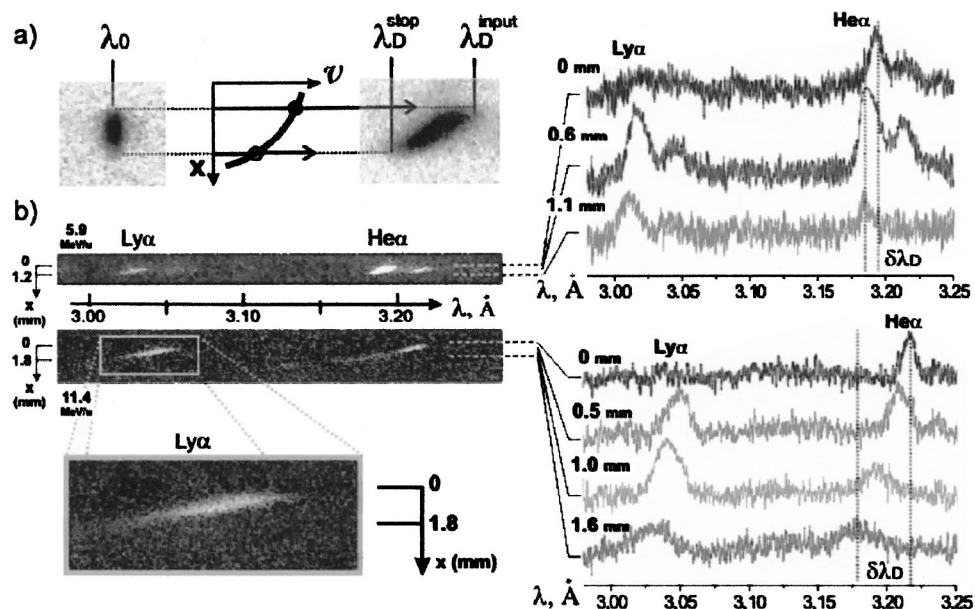 a)
λ0
λD stop
λD input
v
x
b)
5.9 MeV/u
Lyα
Heα
0
1.2
x (mm)
3.00
3.10
3.20
λ, Å
0
1.8
x (mm)
11.4 MeV/u
Lyα
0
1.8
x (mm)
Lyα
Heα
0 mm
0.6 mm
1.1 mm
δλD
λ, Å
3.00 3.05 3.10 3.15 3.20 3.25
Lyα
Heα
0 mm
0.5 mm
1.0 mm
1.6 mm
δλD
λ, Å
3.00 3.05 3.10 3.15 3.20 3.25